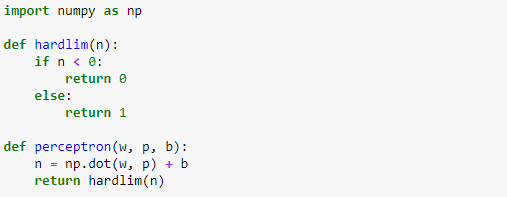 import numpy as np
def hardlim(n):
    if n < 0:
        return 0
    else:
        return 1
def perceptron(w, p, b):
    n = np.dot(w, p) + b
    return hardlim(n)